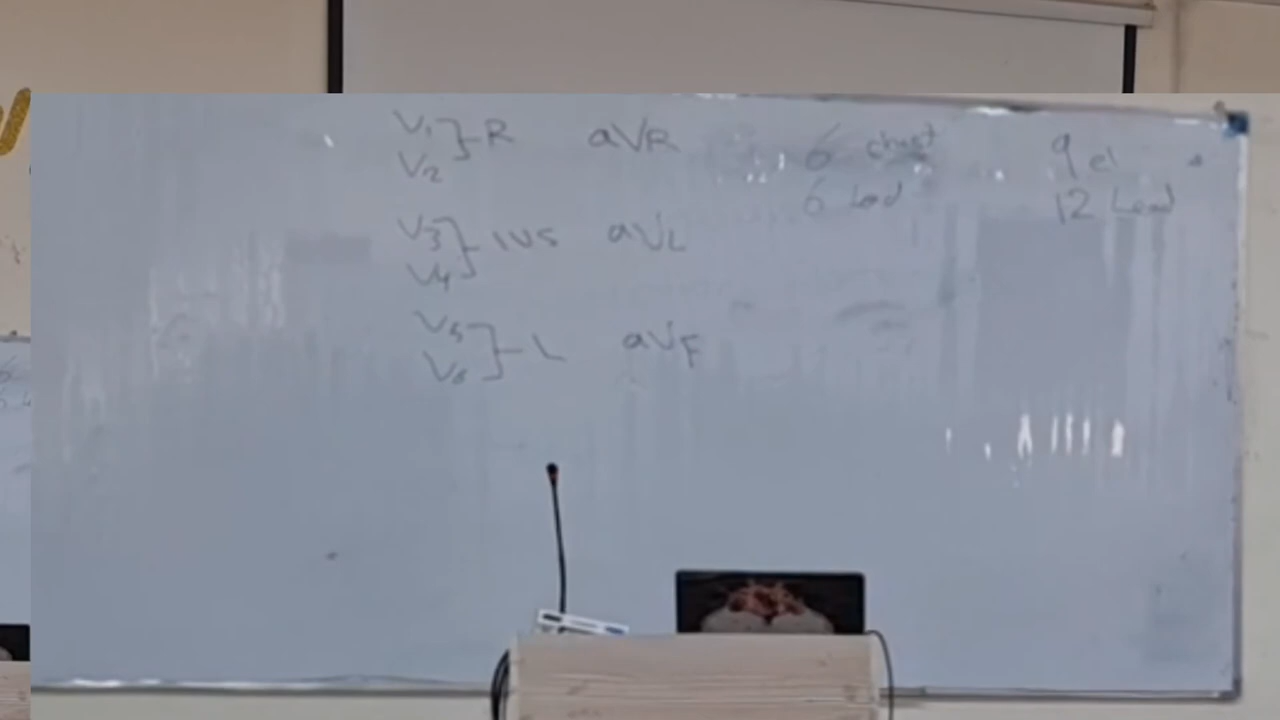 V1 } R aVR 6 chest 9 el
V2 6 Lead 12 Lead
V3 } IVS aVL
V4
V5 } L aVF
V6